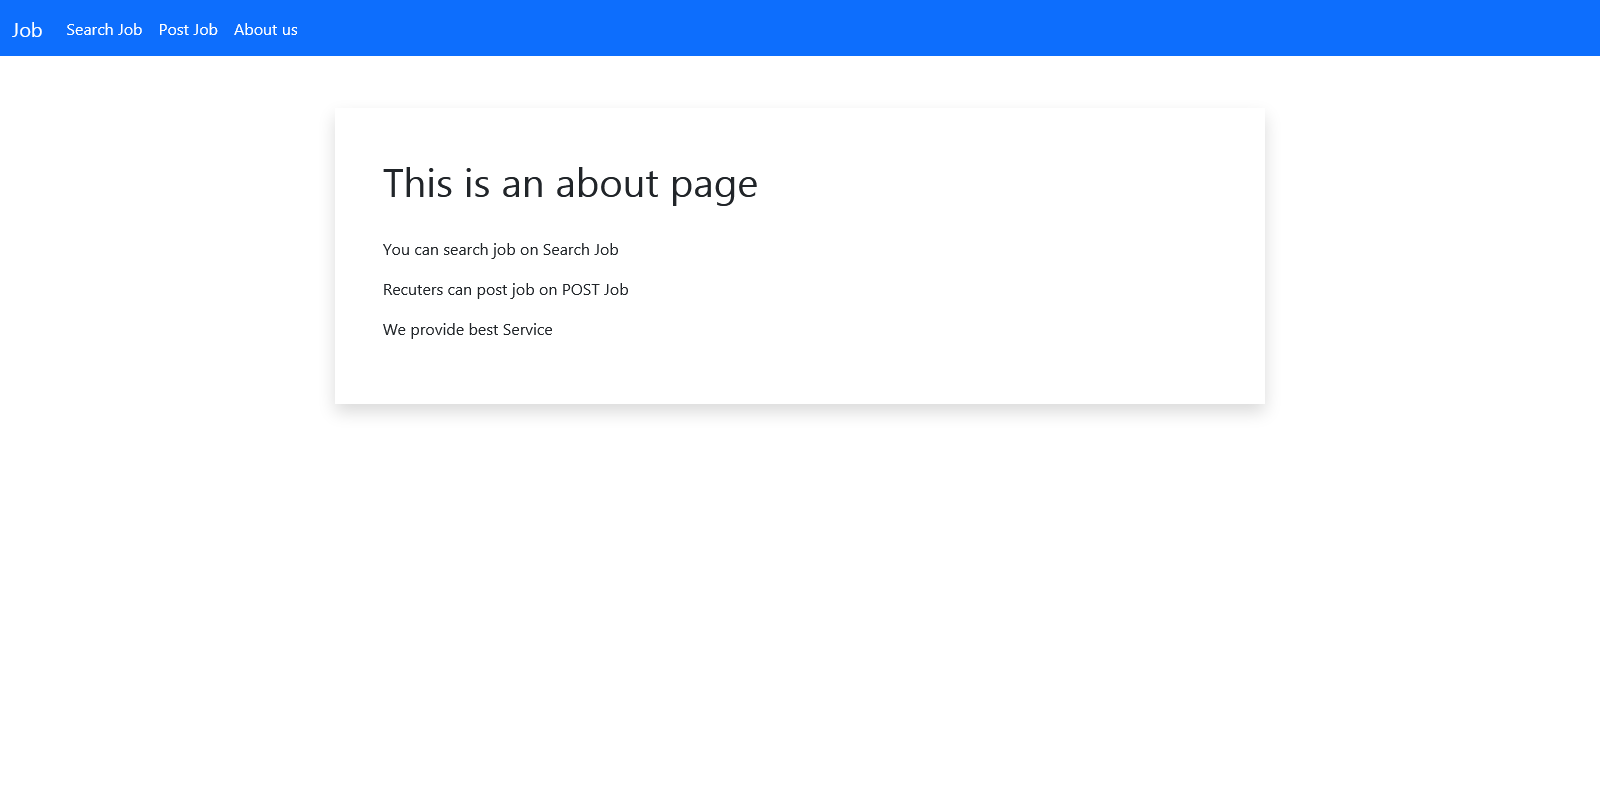 Job Search Job Post Job About us
This is an about page
You can search job on Search Job
Recuters can post job on POST Job
We provide best Service